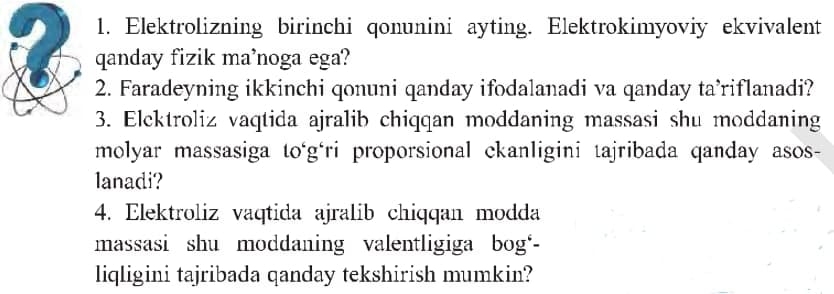 1. Elektrolizning birinchi qonunini ayting. Elektrokimyoviy ekvivalent
qanday fizik ma’noga ega?
2. Faradeyning ikkinchi qonuni qanday ifodalanadi va qanday ta’riflanadi?
3. Elektroliz vaqtida ajralib chiqqan moddaning massasi shu moddaning
molyar massasiga to‘g‘ri proporsional ekanligini tajribada qanday asos-
lanadi?
4. Elektroliz vaqtida ajralib chiqqan modda
massasi shu moddaning valentligiga bog‘-
liqligini tajribada qanday tekshirish mumkin?